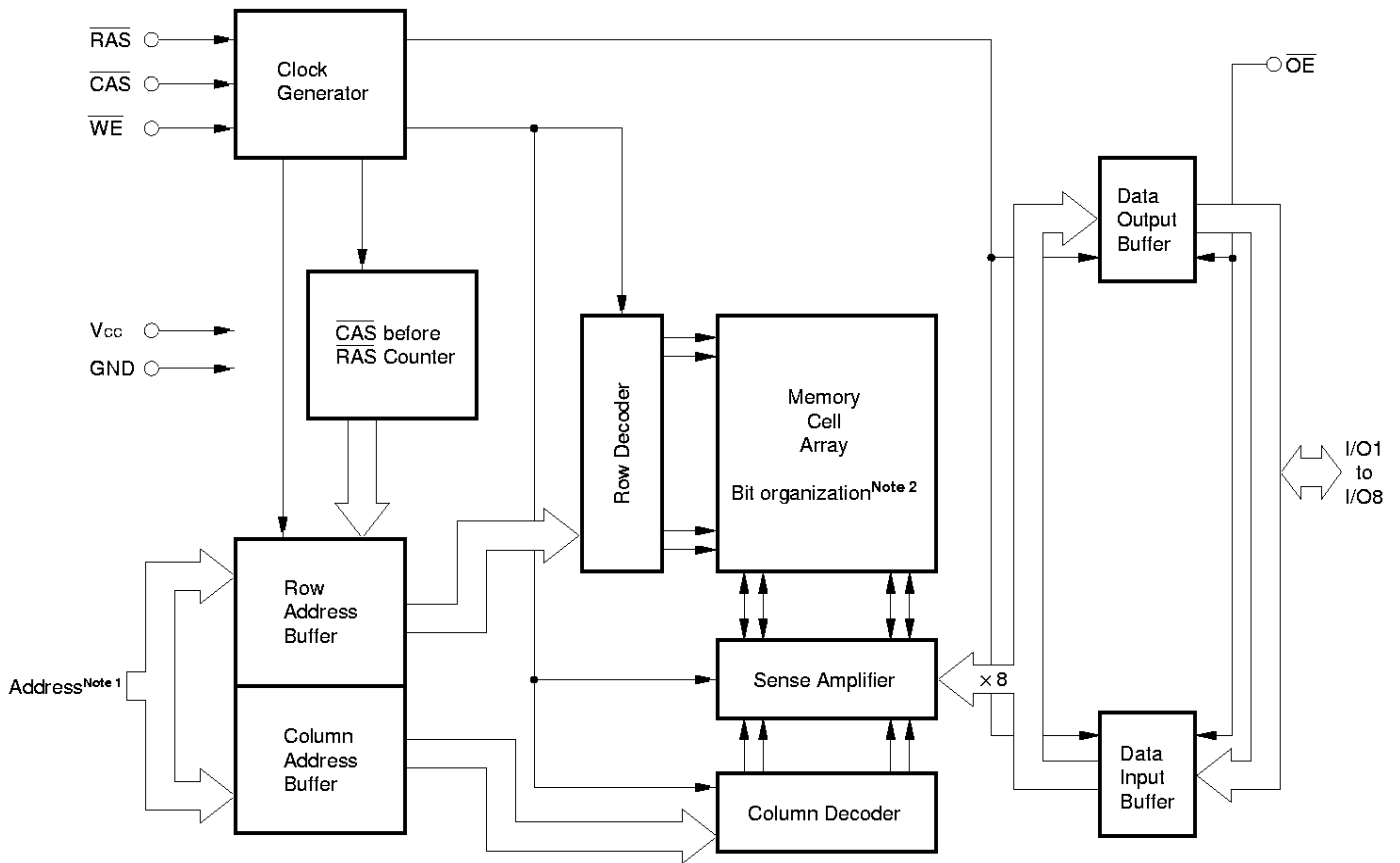 RAS
CAS
WE
Clock
Generator
OE
Data
Output
Buffer
Vcc
GND
CAS before
RAS Counter
Row Decoder
Memory
Cell
Array
Bit organization Note 2
I/O1
to
I/O8
Row
Address
Buffer
Address Note 1
Sense Amplifier
× 8
Column
Address
Buffer
Column Decoder
Data
Input
Buffer